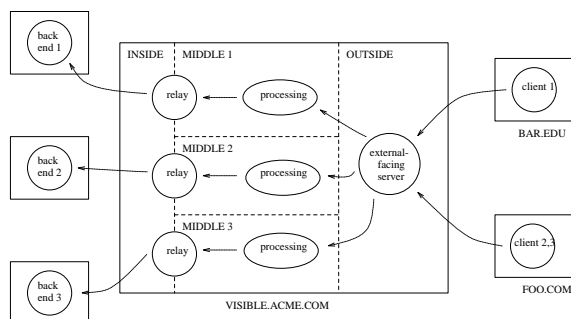 back
end 1
INSIDE
MIDDLE 1
OUTSIDE
relay
processing
client 1
BAR.EDU
back
end 2
MIDDLE 2
relay
processing
external-
facing
server
MIDDLE 3
relay
processing
client 2,3
FOO.COM
back
end 3
VISIBLE.ACME.COM